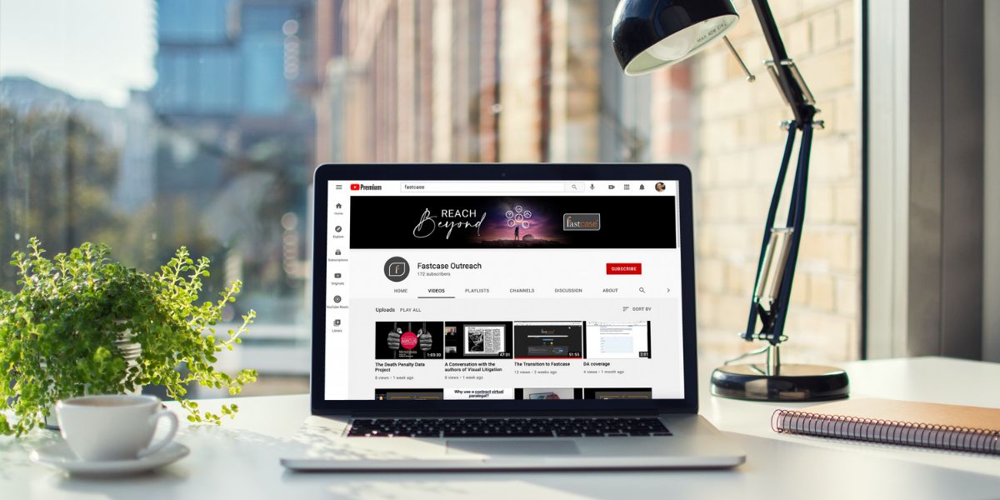 MAX 40W E14
Premium
fastcase
Home
REACH
Beyond
fastcase
Explore
Subscriptions
f
Fastcase Outreach
172 subscribers
SUBSCRIBE
Originals
HOME VIDEOS PLAYLISTS CHANNELS DISCUSSION ABOUT
YouTube Music
Uploads PLAY ALL
SORT BY
Library
AMICUS
1:03:30
47:31
51:55
2:01
The Death Penalty Data
Project
8 views • 1 week ago
A Conversation with the
authors of Visual Litigation
8 views • 1 week ago
The Transition to Fastcase
12 views • 2 weeks ago
DA coverage
4 views • 1 month ago
Why use a contract virtual
paralegal?